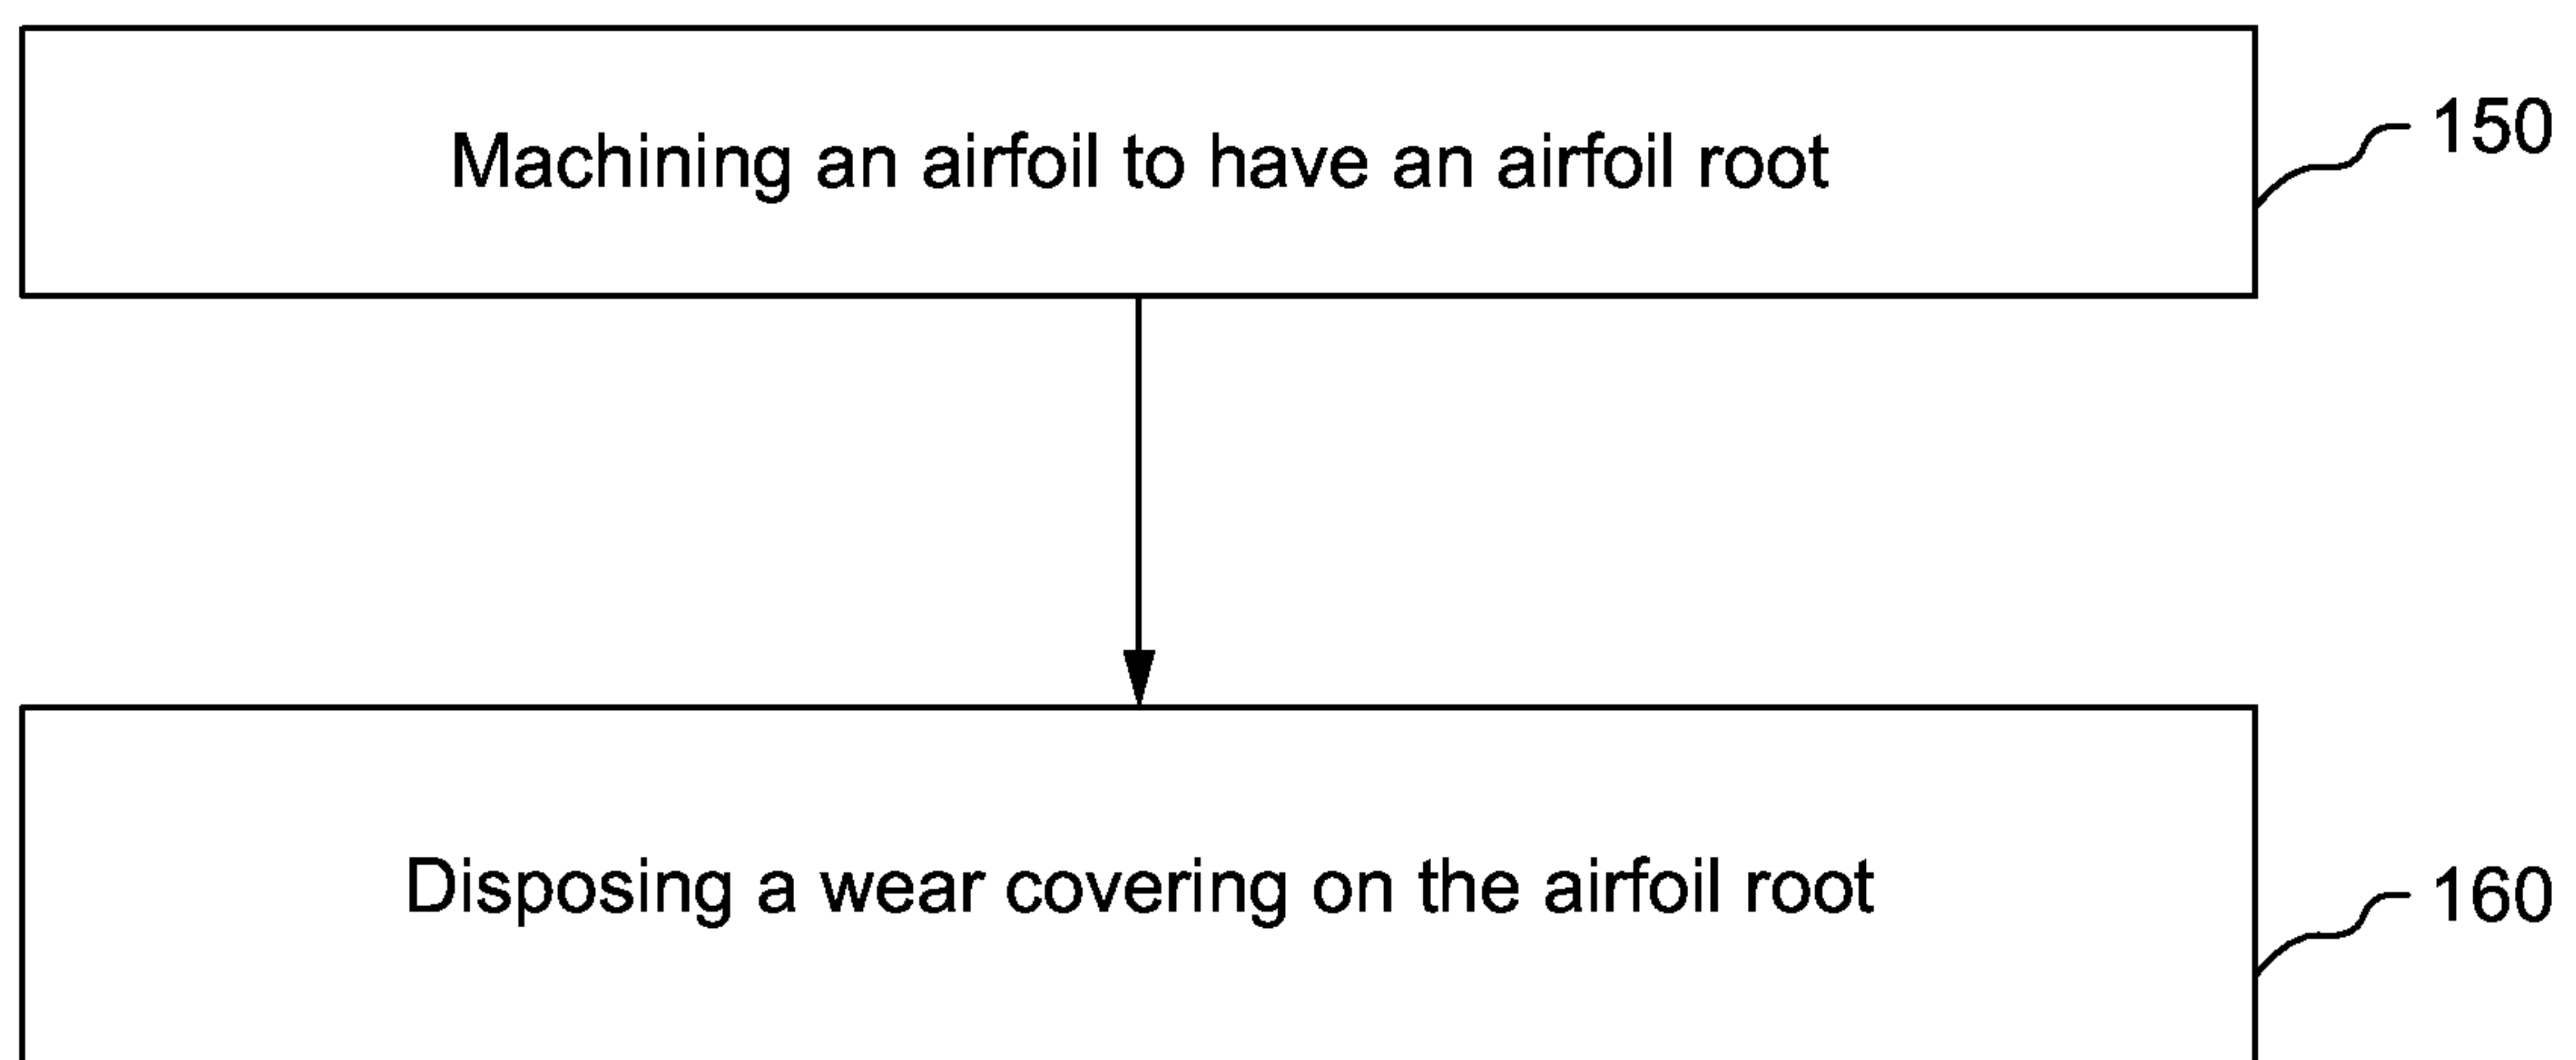 Machining an airfoil to have an airfoil root
150
Disposing a wear covering on the airfoil root
160